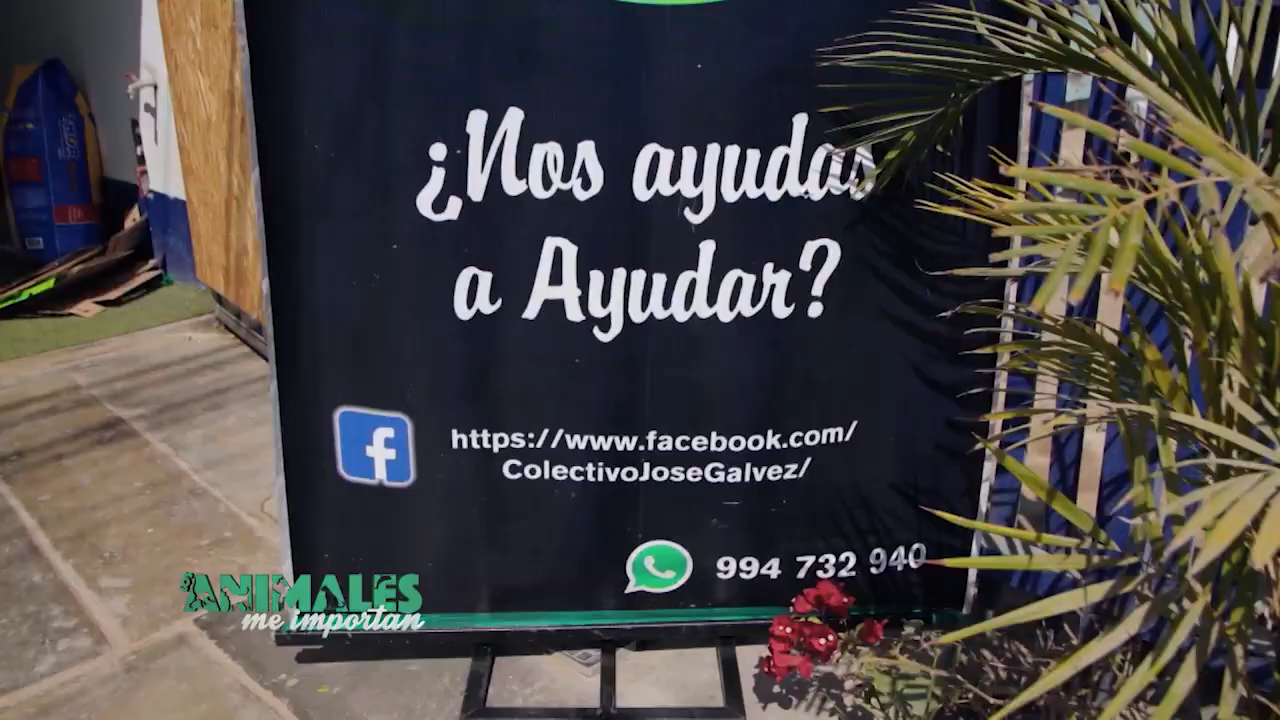 ¿Nos ayudas
a Ayudar?
https://www.facebook.com/
ColectivoJoseGalvez/
994 732 940
ANIMALES
me importan